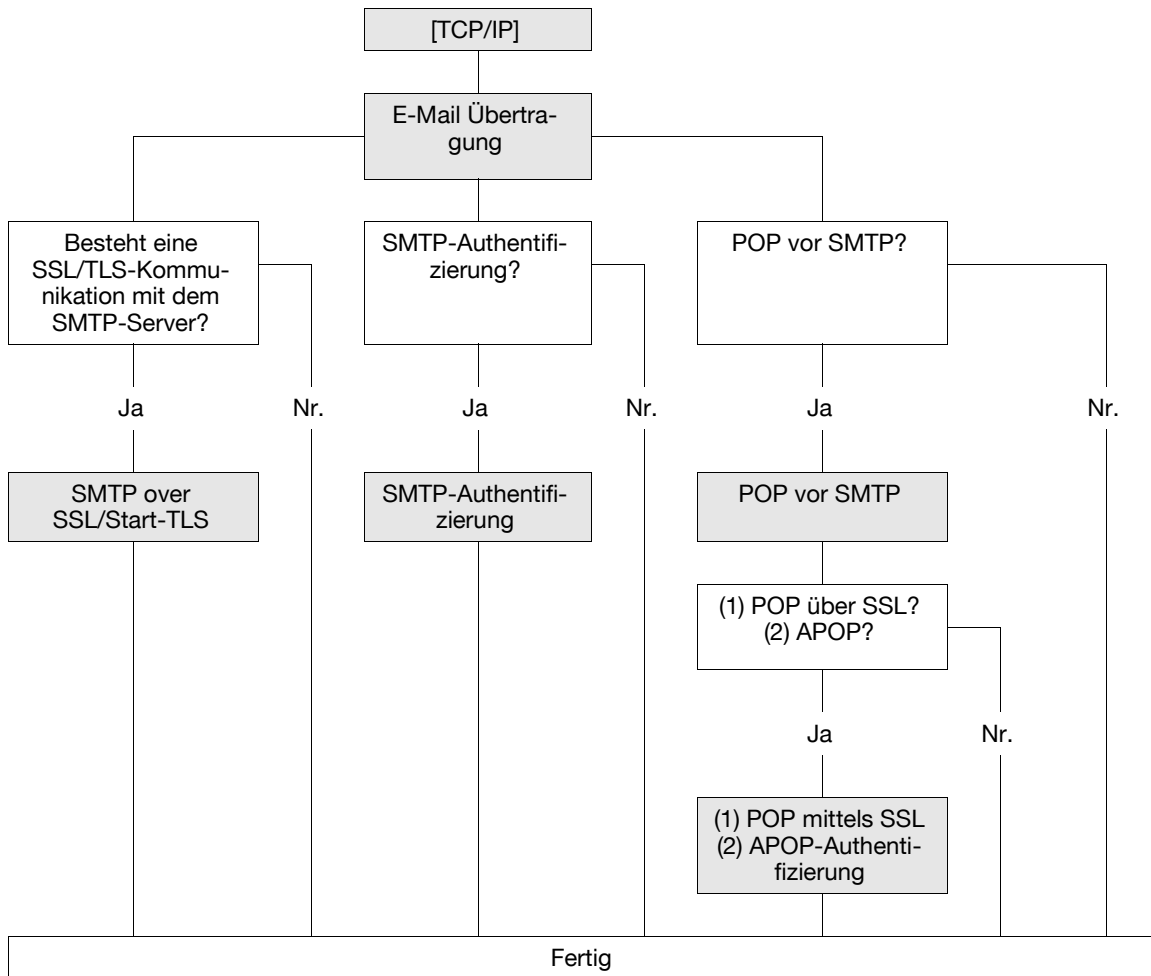 [TCP/IP]
E-Mail Übertra-
gung
Besteht eine
SSL/TLS-Kommu-
nikation mit dem
SMTP-Server?
SMTP-Authentifi-
zierung?
POP vor SMTP?
Ja
Nr.
Ja
Nr.
Ja
Nr.
SMTP over
SSL/Start-TLS
SMTP-Authentifi-
zierung
POP vor SMTP
(1) POP über SSL?
(2) APOP?
Ja
Nr.
(1) POP mittels SSL
(2) APOP-Authenti-
fizierung
Fertig